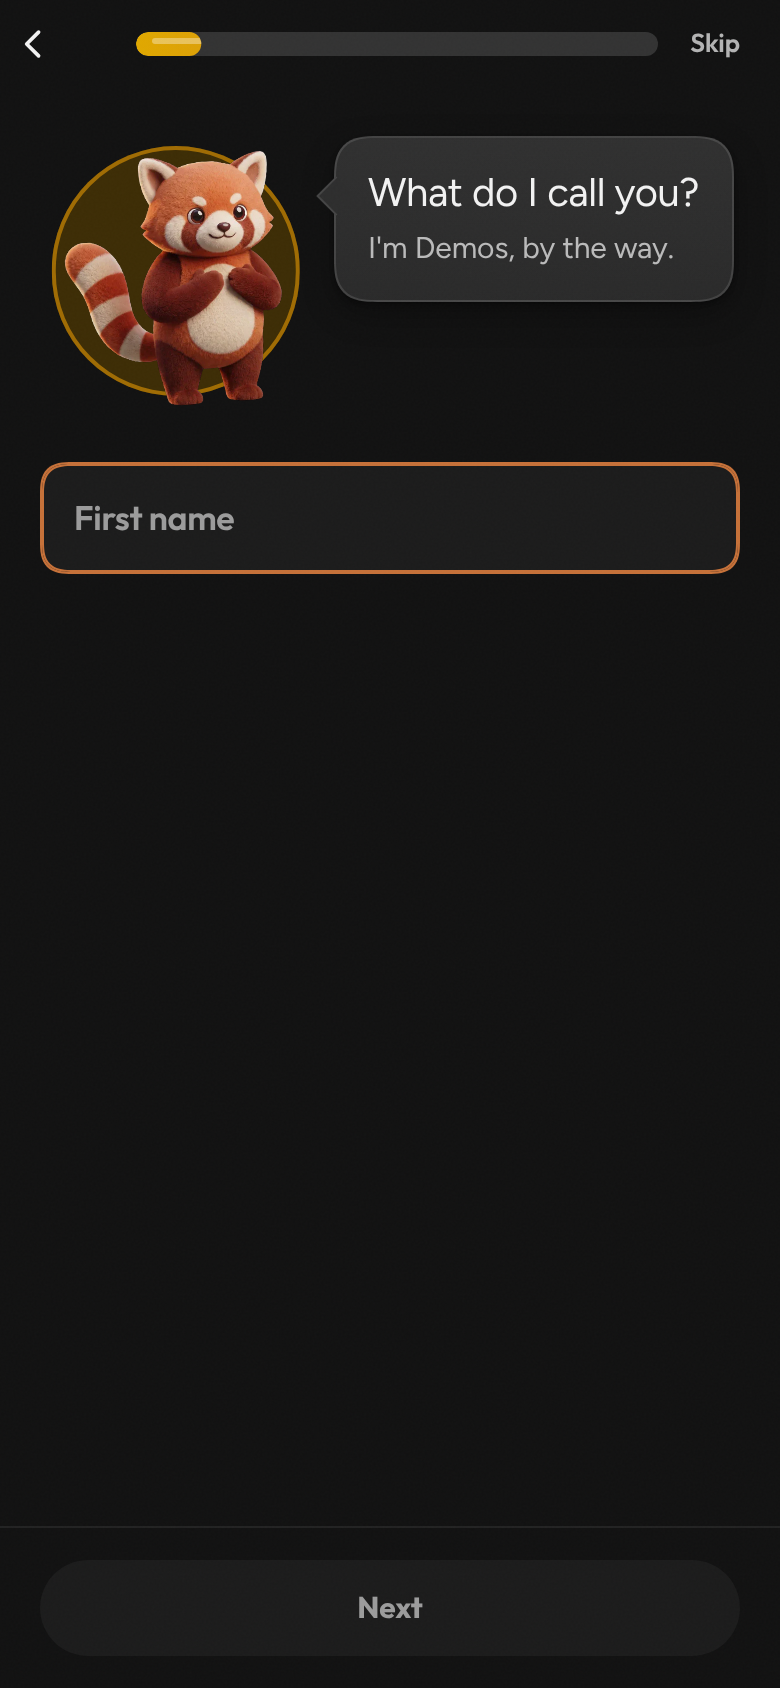 Skip
What do I call you?
I'm Demos, by the way.
First name
Next